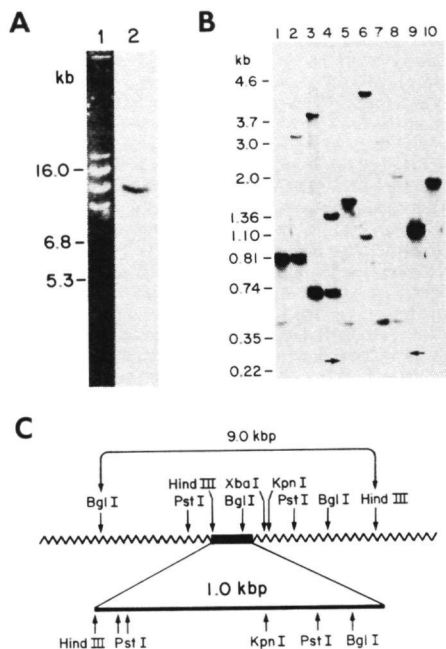 A
1 2
kb
16.0
6.8
5.3
B
1 2 3 4 5 6 7 8 9 10
kb
4.6
3.7
3.0
2.0
1.36
1.10
0.81
0.74
0.35
0.22
C
9.0 kbp
Hind III Xba I Kpn I
Bgl I Pst I Bgl I Pst I Bgl I Hind III
1.0 kbp
Hind III Pst I Kpn I Pst I Bgl I